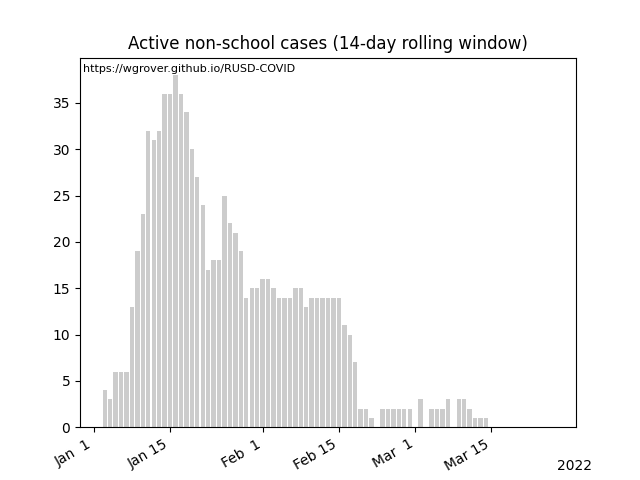 Active non-school cases (14-day rolling window)
https://wgrover.github.io/RUSD-COVID
35
30
25
20
15
10
5
0
Jan 1
Jan 15
Feb 1
Feb 15
Mar 1
Mar 15
2022